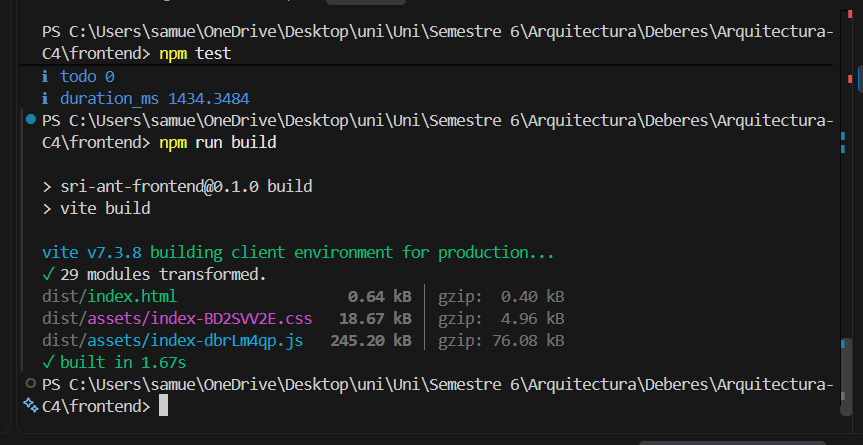 PS C:\Users\samue\OneDrive\Desktop\uni\Uni\Semestre 6\Arquitectura\Deberes\Arquitectura-
C4\frontend> npm test
ℹ todo 0
ℹ duration_ms 1434.3484
PS C:\Users\samue\OneDrive\Desktop\uni\Uni\Semestre 6\Arquitectura\Deberes\Arquitectura-
C4\frontend> npm run build
> sri-ant-frontend@0.1.0 build
> vite build
vite v7.3.8 building client environment for production...
✓ 29 modules transformed.
dist/index.html 0.64 kB │ gzip: 0.40 kB
dist/assets/index-BD2SVV2E.css 18.67 kB │ gzip: 4.96 kB
dist/assets/index-dbrLm4qp.js 245.20 kB │ gzip: 76.08 kB
✓ built in 1.67s
PS C:\Users\samue\OneDrive\Desktop\uni\Uni\Semestre 6\Arquitectura\Deberes\Arquitectura-
C4\frontend>